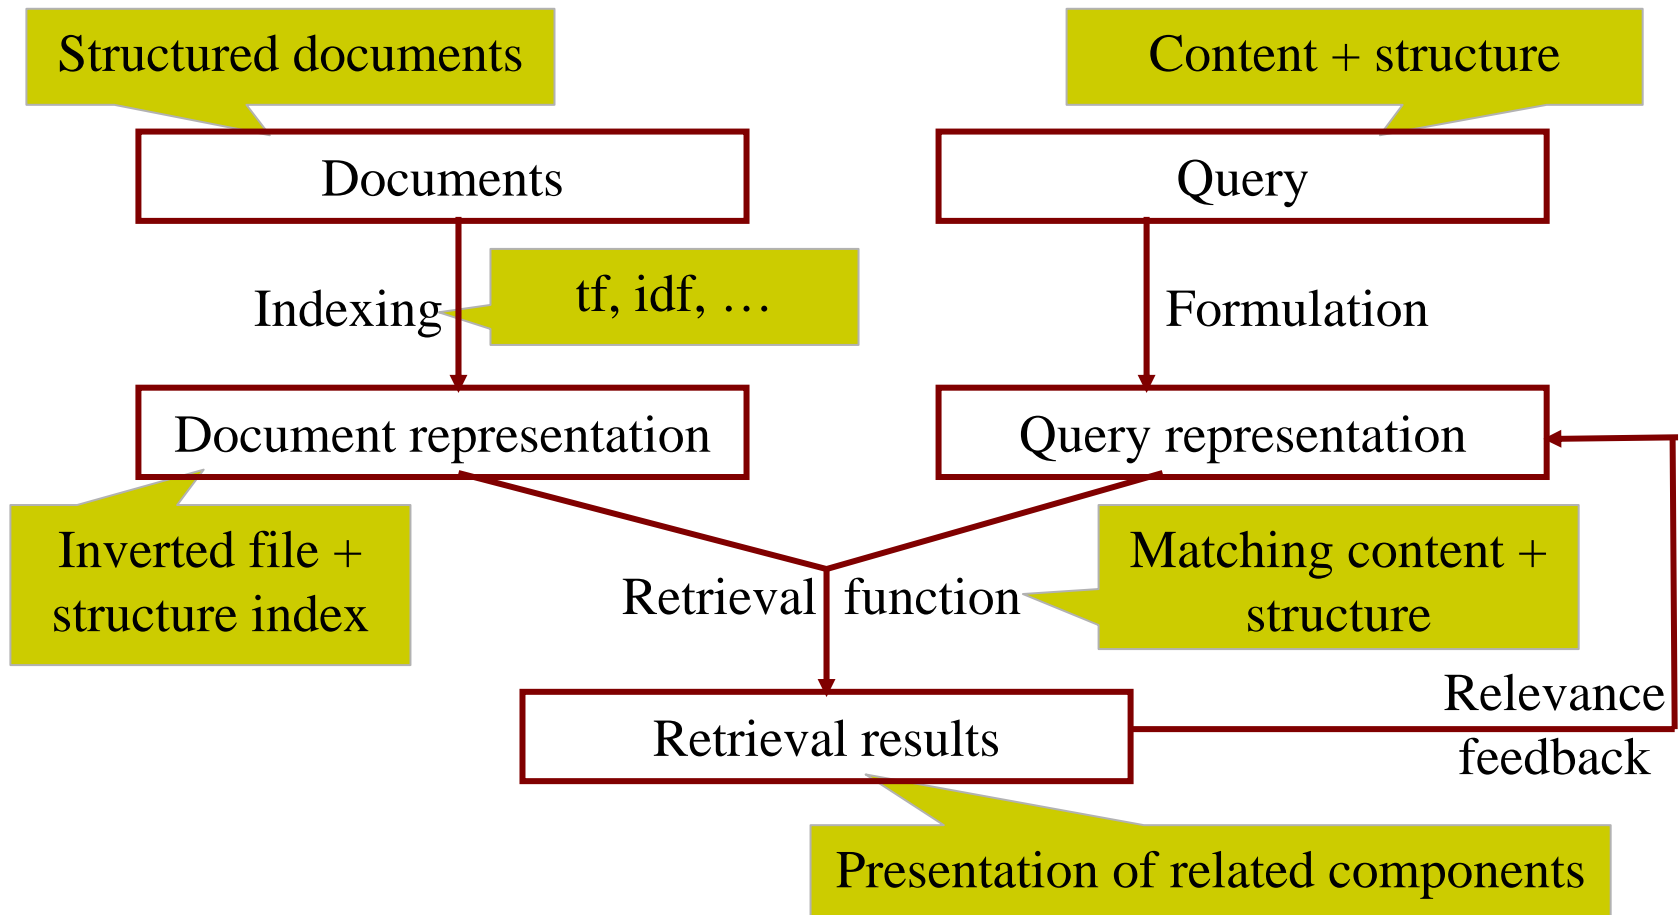 Structured documents
Content + structure
Documents
Query
Indexing
tf, idf, …
Formulation
Document representation
Query representation
Inverted file +
structure index
Retrieval function
Matching content +
structure
Relevance
feedback
Retrieval results
Presentation of related components